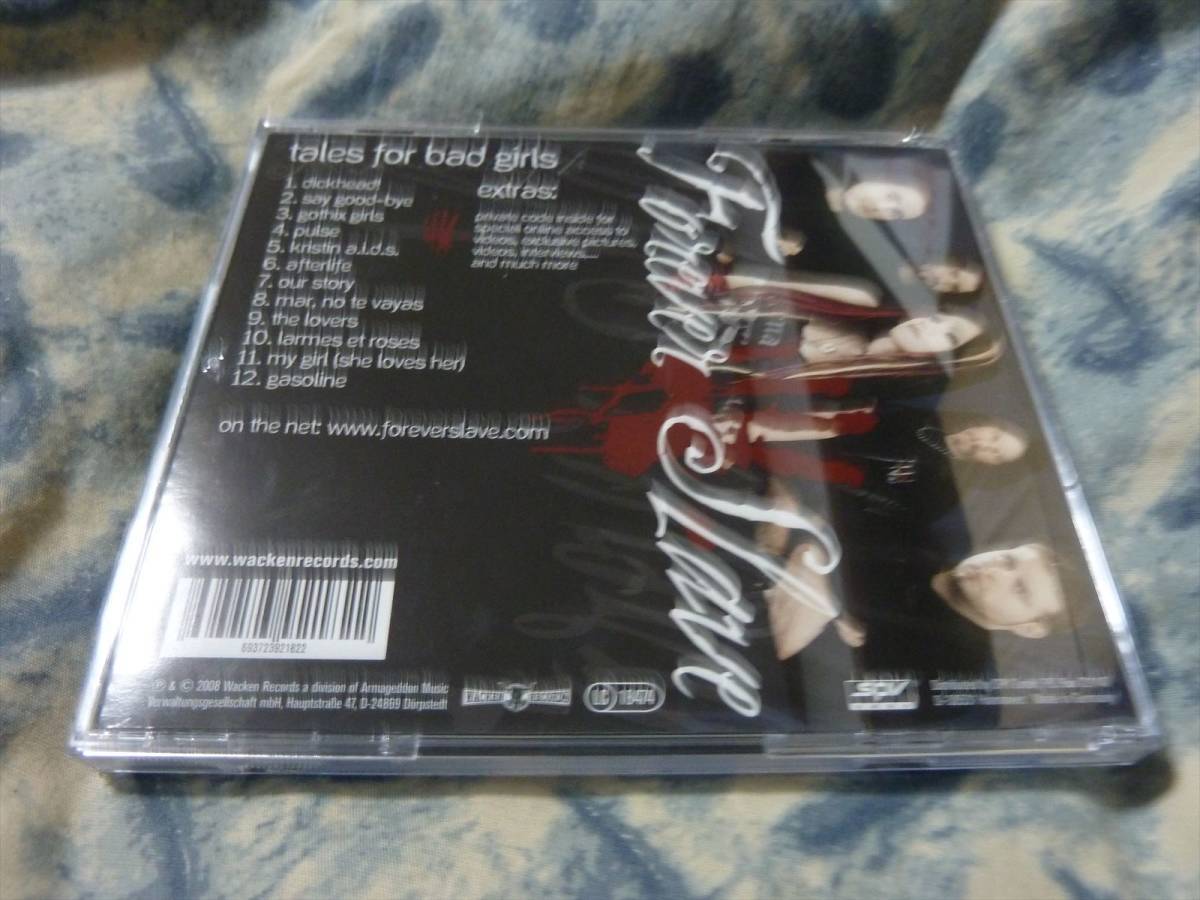 tales for bad girls
1. dickhead!
2. say good-bye
3. gothix girls
4. pulse
5. kristin a.i.d.s.
6. afterlife
7. our story
8. mar, no te vayas
9. the lovers
10. larmes et roses
11. my girl (she loves her)
12. gasoline
extras:
private code inside for
special online access to
videos, exclusive pictures,
videos, interviews....
and much more
on the net: www.foreverslave.com
Forever Slave
www.wackenrecords.com
693723921822
℗ & © 2008 Wacken Records a division of Armageddon Music
Verwaltungsgesellschaft mbH, Hauptstraße 47, D-24869 Dörpstedt
WACKEN RECORDS
LC 18474
SPV